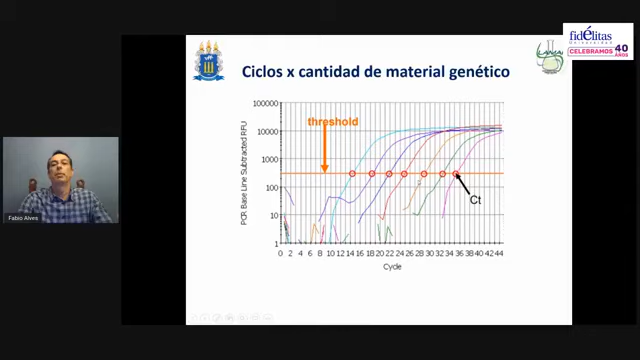 fidélitas
UNIVERSIDAD
CELEBRAMOS 40 AÑOS
Ciclos x cantidad de material genético
threshold
PCR Base Line Subtracted RFU
100000
10000
1000
100
10
1
Ct
0 2 4 6 8 10 12 14 16 18 20 22 24 26 28 30 32 34 36 38 40 42 44
Cycle
Fabio Alves